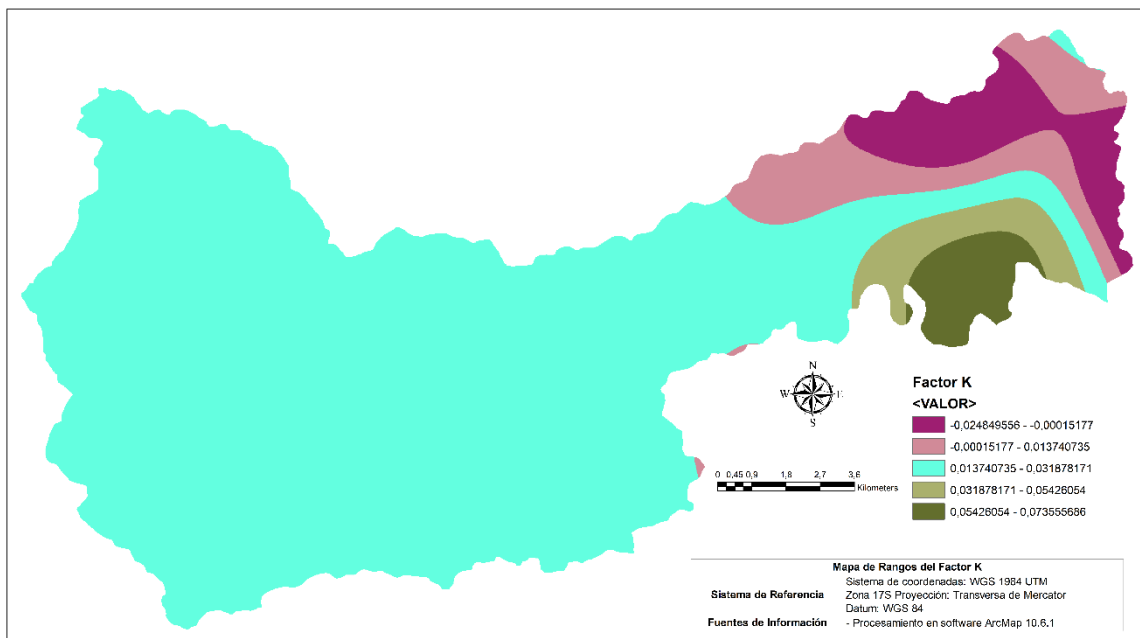 N
W E
S
Factor K
<VALOR>
-0,024849556 - -0,00015177
-0,00015177 - 0,013740735
0,013740735 - 0,031878171
0,031878171 - 0,05426054
0,05426054 - 0,073555686
0 0,45 0,9 1,8 2,7 3,6
Kilometers
Mapa de Rangos del Factor K
Sistema de Referencia
Sistema de coordenadas: WGS 1984 UTM
Zona 17S Proyección: Transversa de Mercator
Datum: WGS 84
Fuentes de Información - Procesamiento en software ArcMap 10.6.1